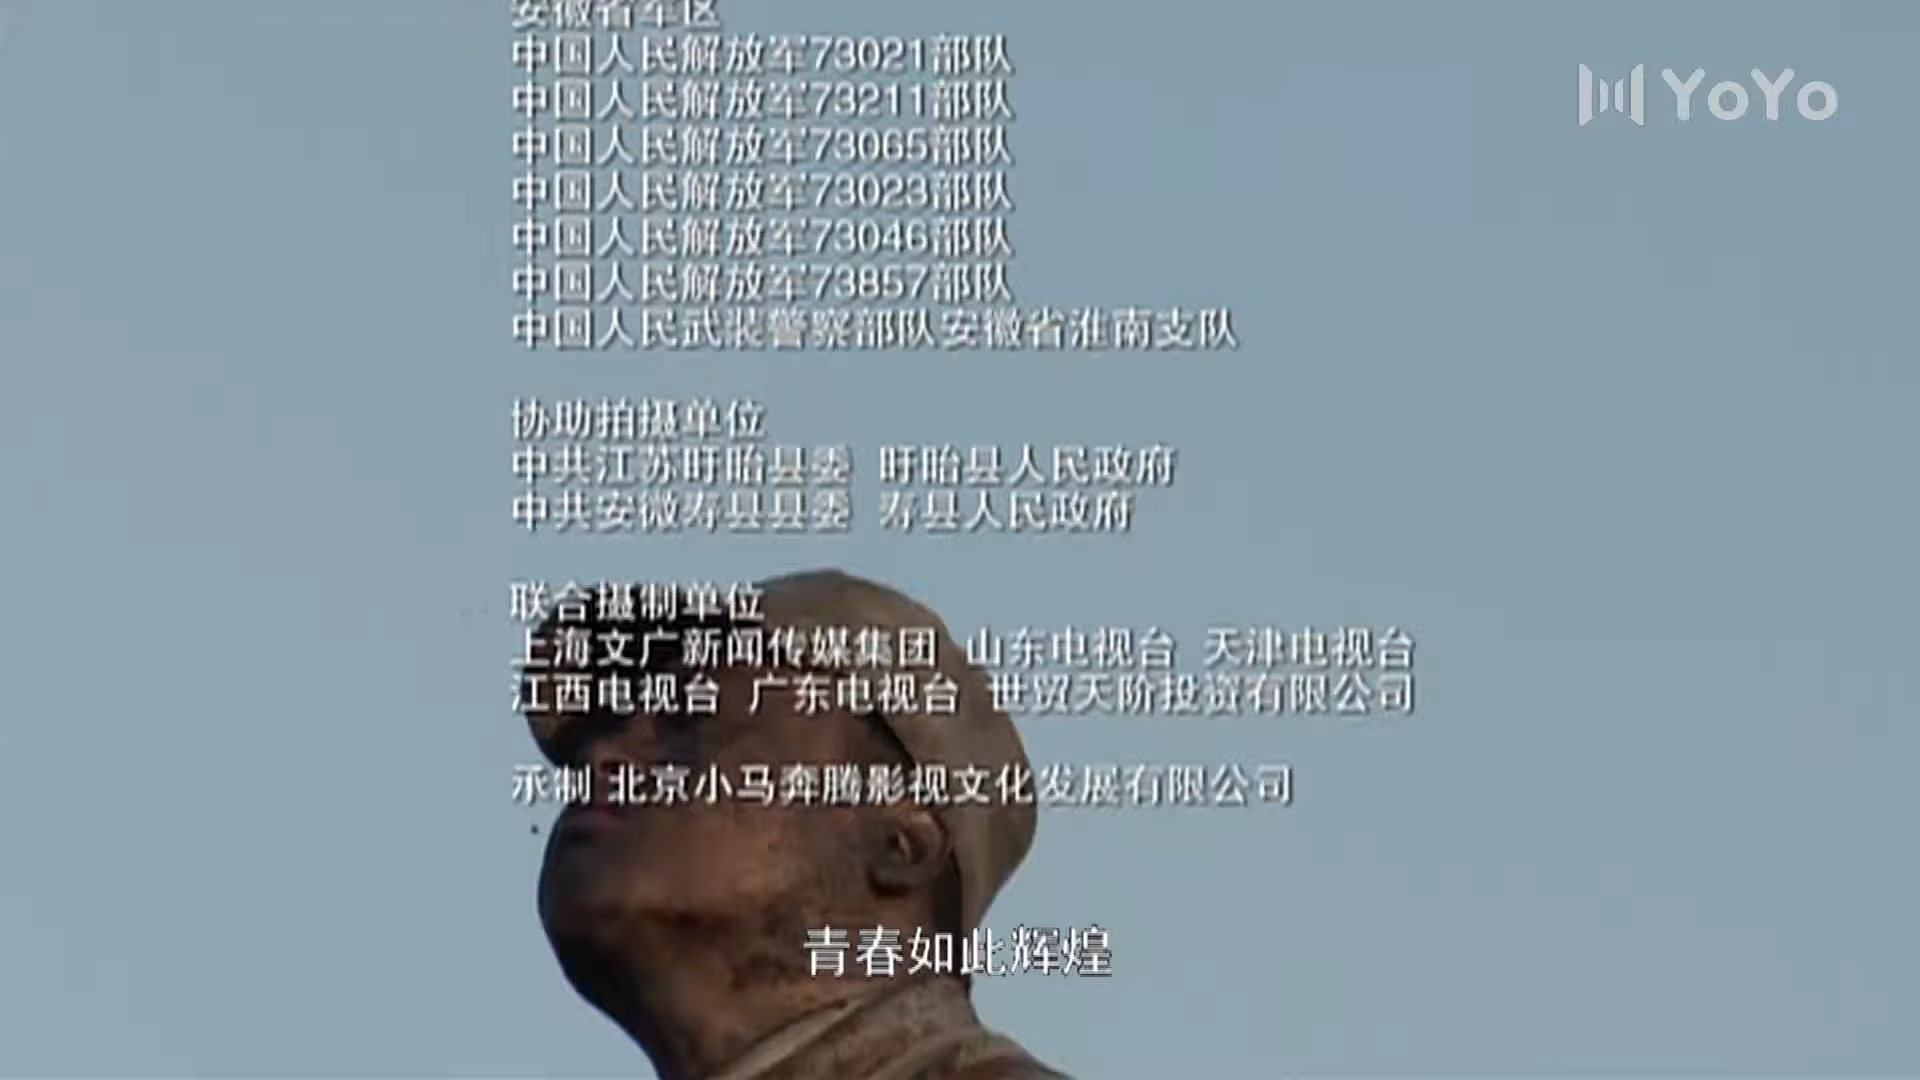 安徽省军区
中国人民解放军73021部队
中国人民解放军73211部队
中国人民解放军73065部队
中国人民解放军73023部队
中国人民解放军73046部队
中国人民解放军73857部队
中国人民武装警察部队安徽省淮南支队
协助拍摄单位
中共江苏盱眙县委 盱眙县人民政府
中共安微寿县县委 寿县人民政府
联合摄制单位
上海文广新闻传媒集团 山东电视台 天津电视台
江西电视台 广东电视台 世贸天阶投资有限公司
承制 北京小马奔腾影视文化发展有限公司
青春如此辉煌
YoYo